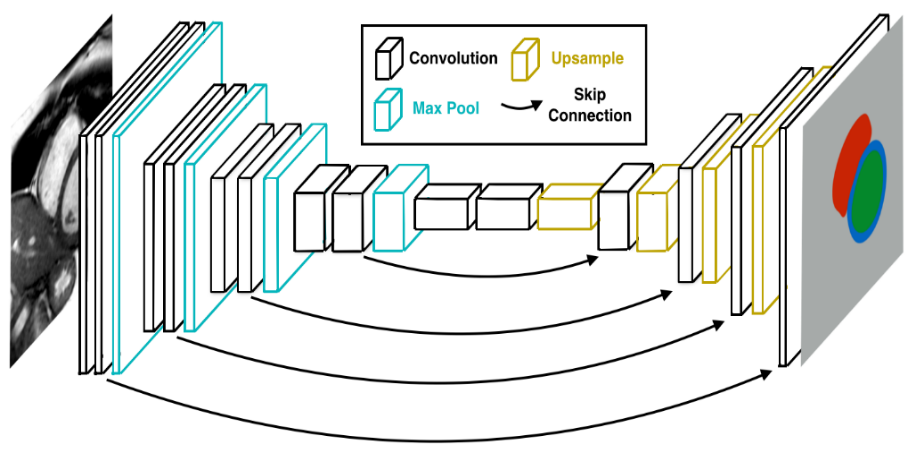 Convolution
Upsample
Max Pool
Skip
Connection